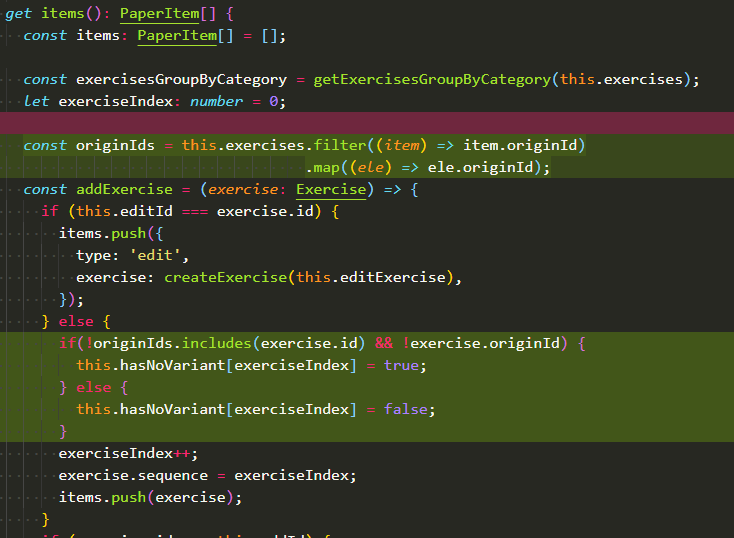 get items(): PaperItem[] {
const items: PaperItem[] = [];
const exercisesGroupByCategory = getExercisesGroupByCategory(this.exercises);
let exerciseIndex: number = 0;
const originIds = this.exercises.filter((item) => item.originId)
.map((ele) => ele.originId);
const addExercise = (exercise: Exercise) => {
if (this.editId === exercise.id) {
items.push({
type: 'edit',
exercise: createExercise(this.editExercise),
});
} else {
if(!originIds.includes(exercise.id) && !exercise.originId) {
this.hasNoVariant[exerciseIndex] = true;
} else {
this.hasNoVariant[exerciseIndex] = false;
}
exerciseIndex++;
exercise.sequence = exerciseIndex;
items.push(exercise);
}